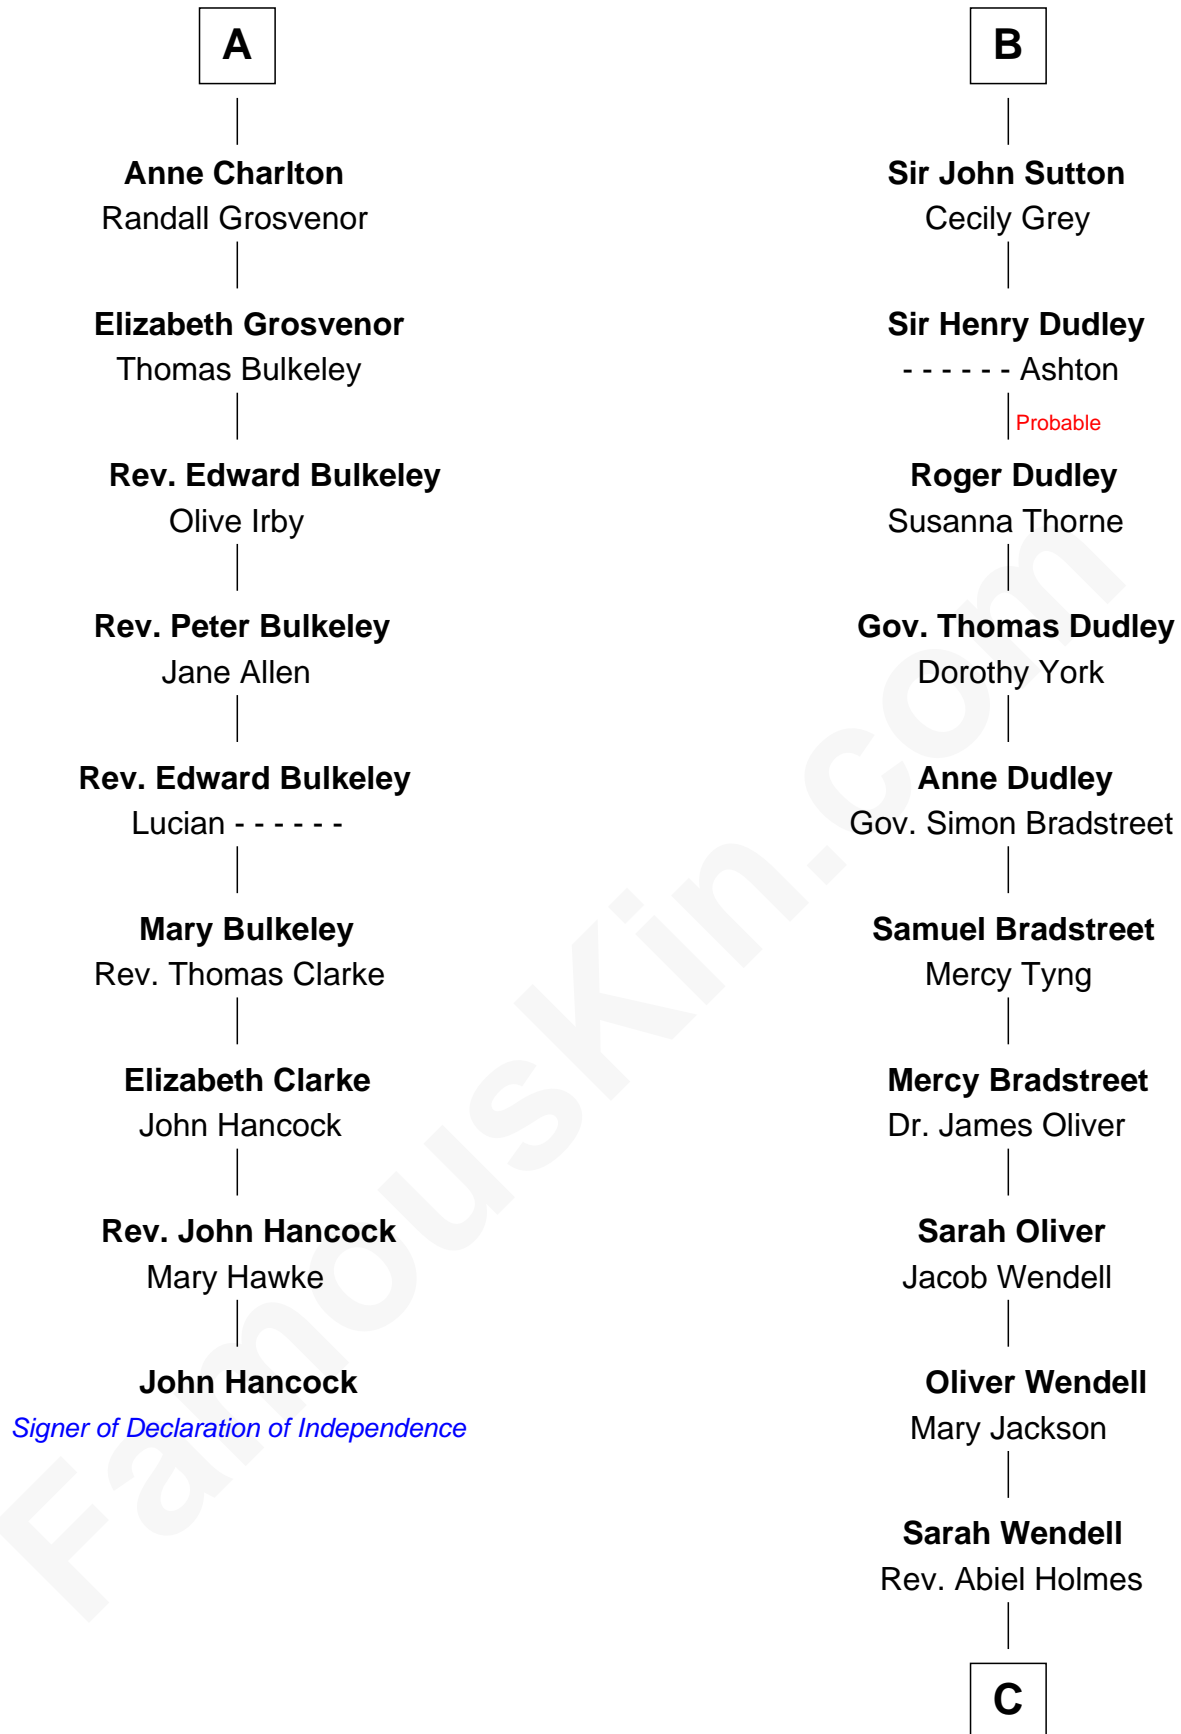 A
Anne Charlton
Randall Grosvenor
Elizabeth Grosvenor
Thomas Bulkeley
Rev. Edward Bulkeley
Olive Irby
Rev. Peter Bulkeley
Jane Allen
Rev. Edward Bulkeley
Lucian - - - - - -
Mary Bulkeley
Rev. Thomas Clarke
Elizabeth Clarke
John Hancock
Rev. John Hancock
Mary Hawke
John Hancock
Signer of Declaration of Independence
B
Sir John Sutton
Cecily Grey
Sir Henry Dudley
- - - - - - Ashton
Probable
Roger Dudley
Susanna Thorne
Gov. Thomas Dudley
Dorothy York
Anne Dudley
Gov. Simon Bradstreet
Samuel Bradstreet
Mercy Tyng
Mercy Bradstreet
Dr. James Oliver
Sarah Oliver
Jacob Wendell
Oliver Wendell
Mary Jackson
Sarah Wendell
Rev. Abiel Holmes
C
FamousKin.com